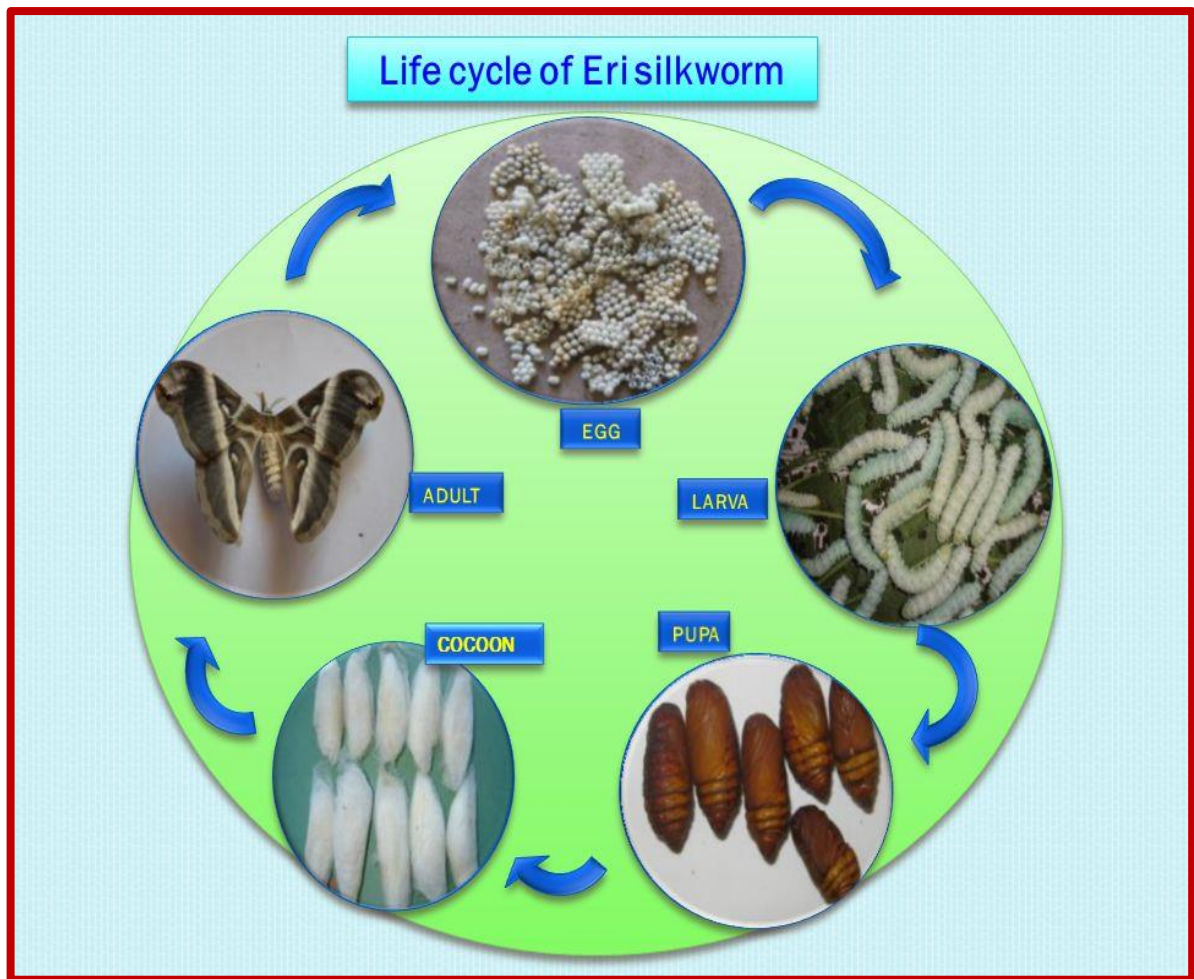 Life cycle of Eri silkworm
EGG
LARVA
PUPA
COCOON
ADULT